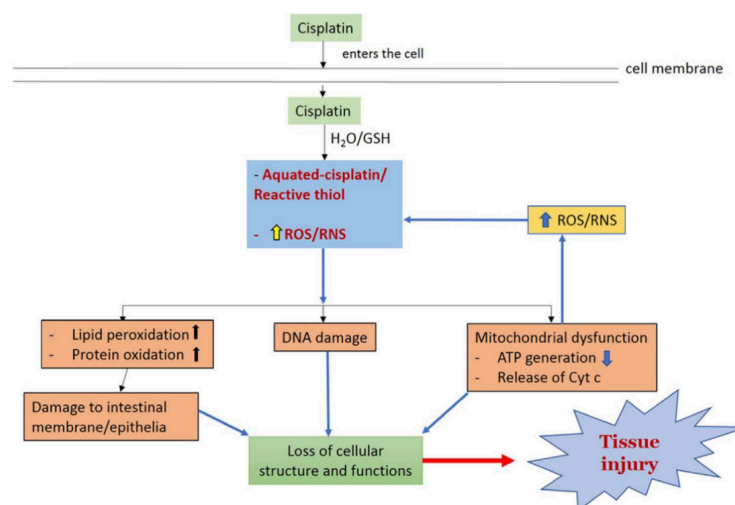 Cisplatin
enters the cell
cell membrane
Cisplatin
H₂O/GSH
- Aquated-cisplatin/
Reactive thiol
- ROS/RNS
ROS/RNS
- Lipid peroxidation
- Protein oxidation
DNA damage
Mitochondrial dysfunction
- ATP generation
- Release of Cyt c
Damage to intestinal
membrane/epithelia
Loss of cellular
structure and functions
Tissue
injury